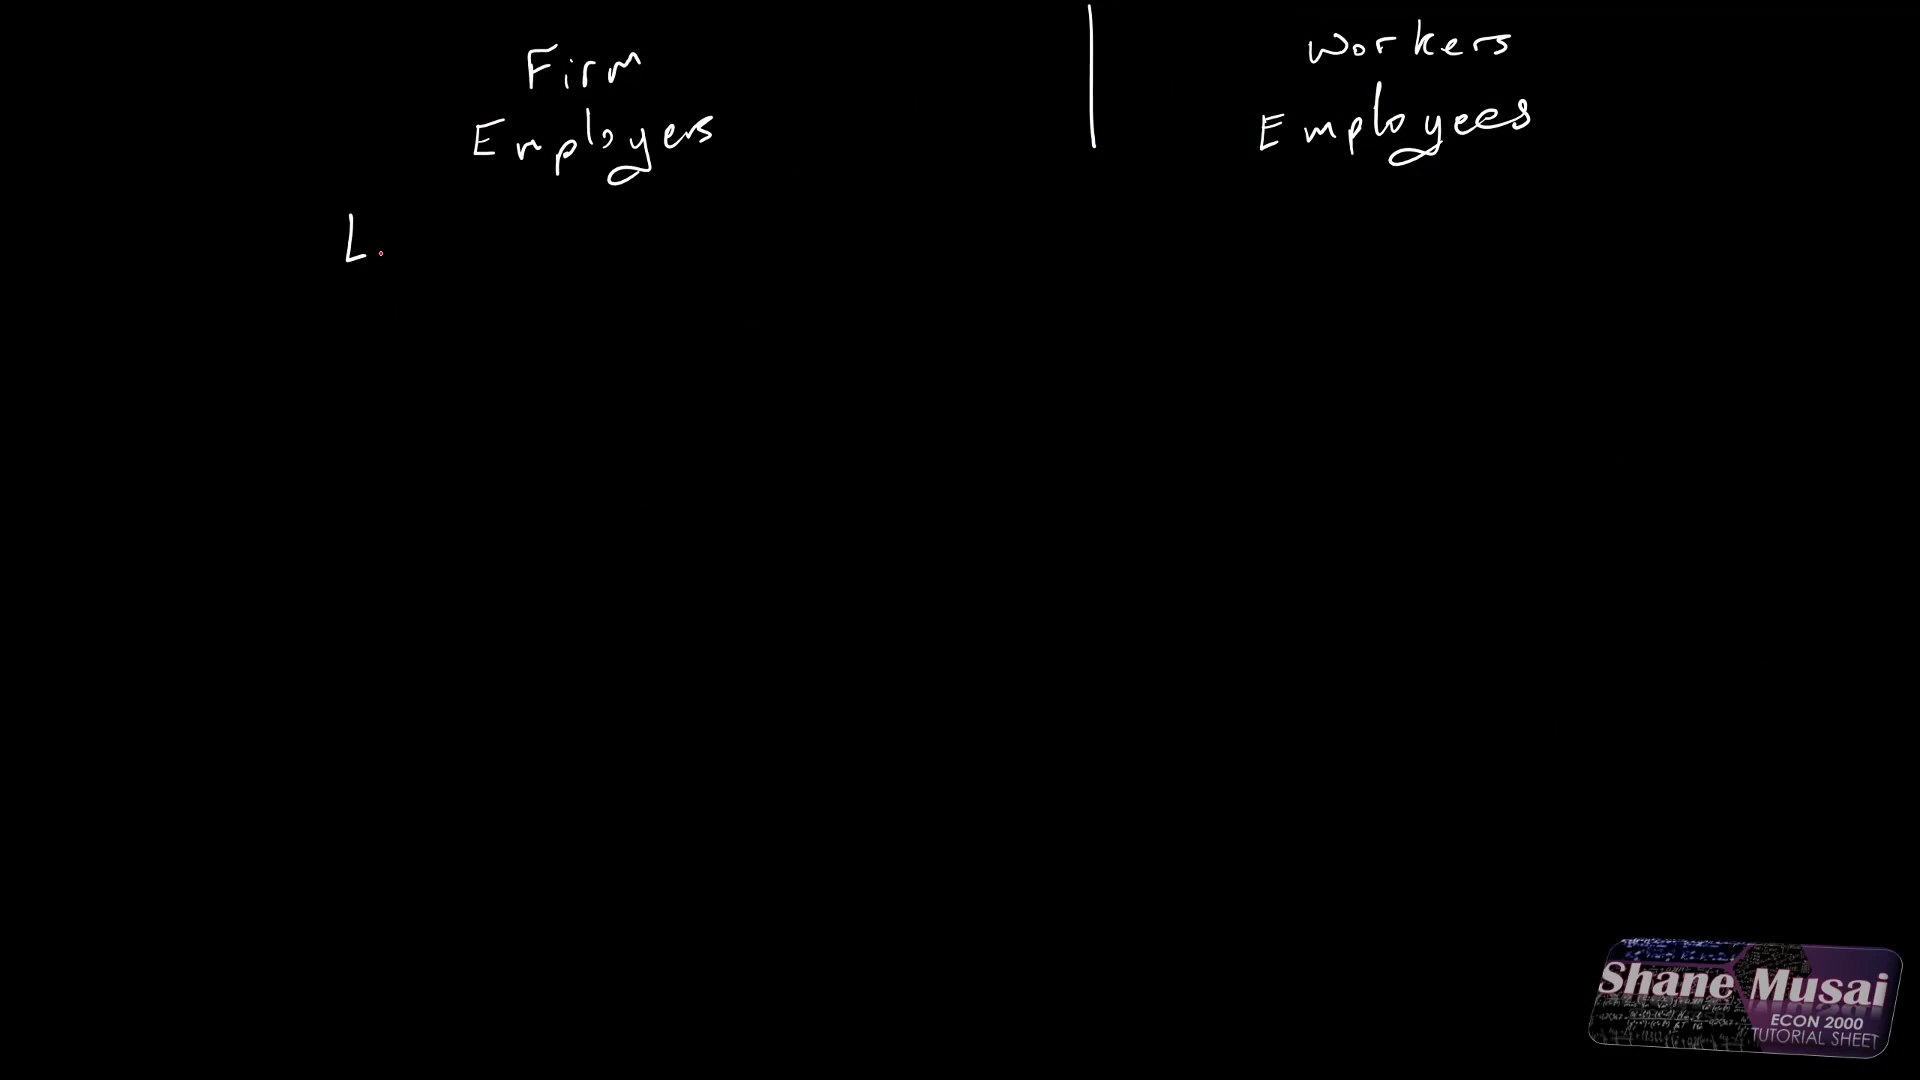 Firm
Employers
Workers
Employees
L
Shane Musai
ECON 2000
TUTORIAL SHEET